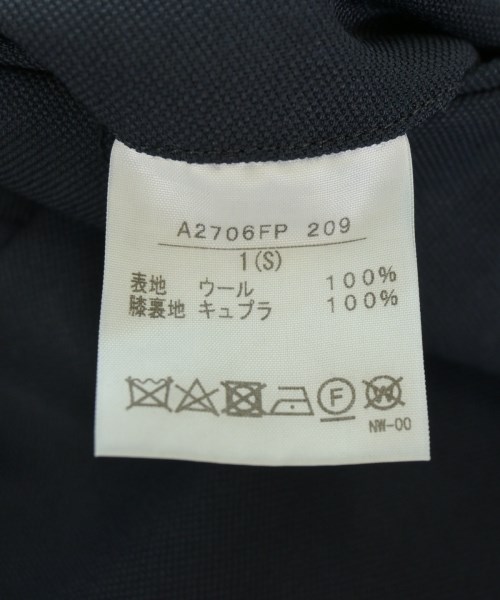 A2706FP 209
1(S)
表地 ウール 100%
膝裏地 キュプラ 100%
F W
NW-00